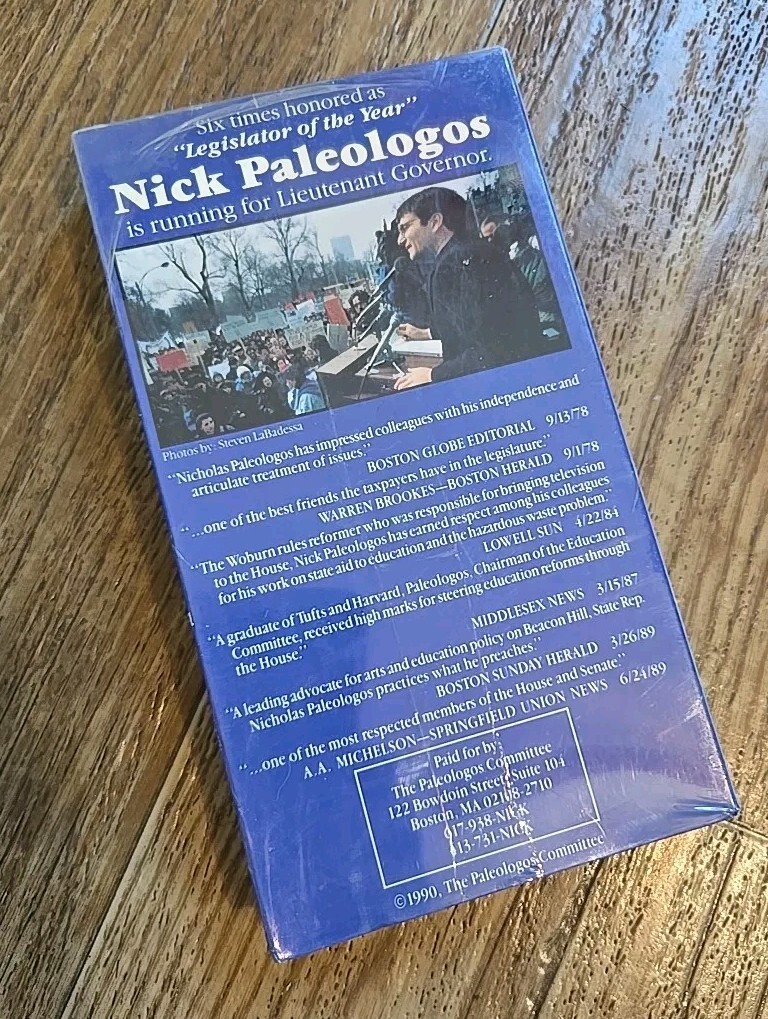 Six times honored as
"Legislator of the Year"
Nick Paleologos
is running for Lieutenant Governor.
Photos by: Steven LaBadessa
"Nicholas Paleologos has impressed colleagues with his independence and
articulate treatment of issues."
BOSTON GLOBE EDITORIAL 9/13/78
"...one of the best friends the taxpayers have in the legislature."
WARREN BROOKES—BOSTON HERALD 9/1/78
"The Woburn rules reformer who was responsible for bringing television
to the House, Nick Paleologos has earned respect among his colleagues
for his work on state aid to education and the hazardous waste problem."
LOWELL SUN 4/22/84
"A graduate of Tufts and Harvard, Paleologos, Chairman of the Education
Committee, received high marks for steering education reforms through
the House."
MIDDLESEX NEWS 3/15/87
"A leading advocate for arts and education policy on Beacon Hill, State Rep.
Nicholas Paleologos practices what he preaches."
BOSTON SUNDAY HERALD 3/26/89
"...one of the most respected members of the House and Senate."
A.A. MICHELSON—SPRINGFIELD UNION NEWS 6/24/89
Paid for by:
The Paleologos Committee
122 Bowdoin Street, Suite 104
Boston, MA 02108-2710
617-938-NICK
413-731-NICK
©1990, The Paleologos Committee